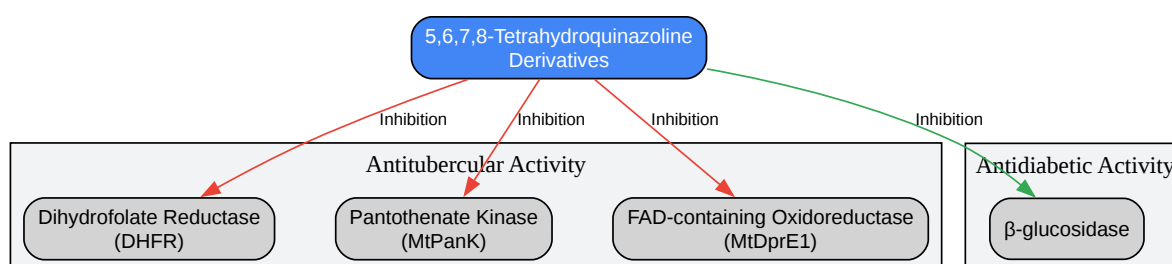 5,6,7,8-Tetrahydroquinazoline
Derivatives
Inhibition
Inhibition
Inhibition
Inhibition
Antitubercular Activity
Antidiabetic Activity
Dihydrofolate Reductase
(DHFR)
Pantothenate Kinase
(MtPanK)
FAD-containing Oxidoreductase
(MtDprE1)
β-glucosidase